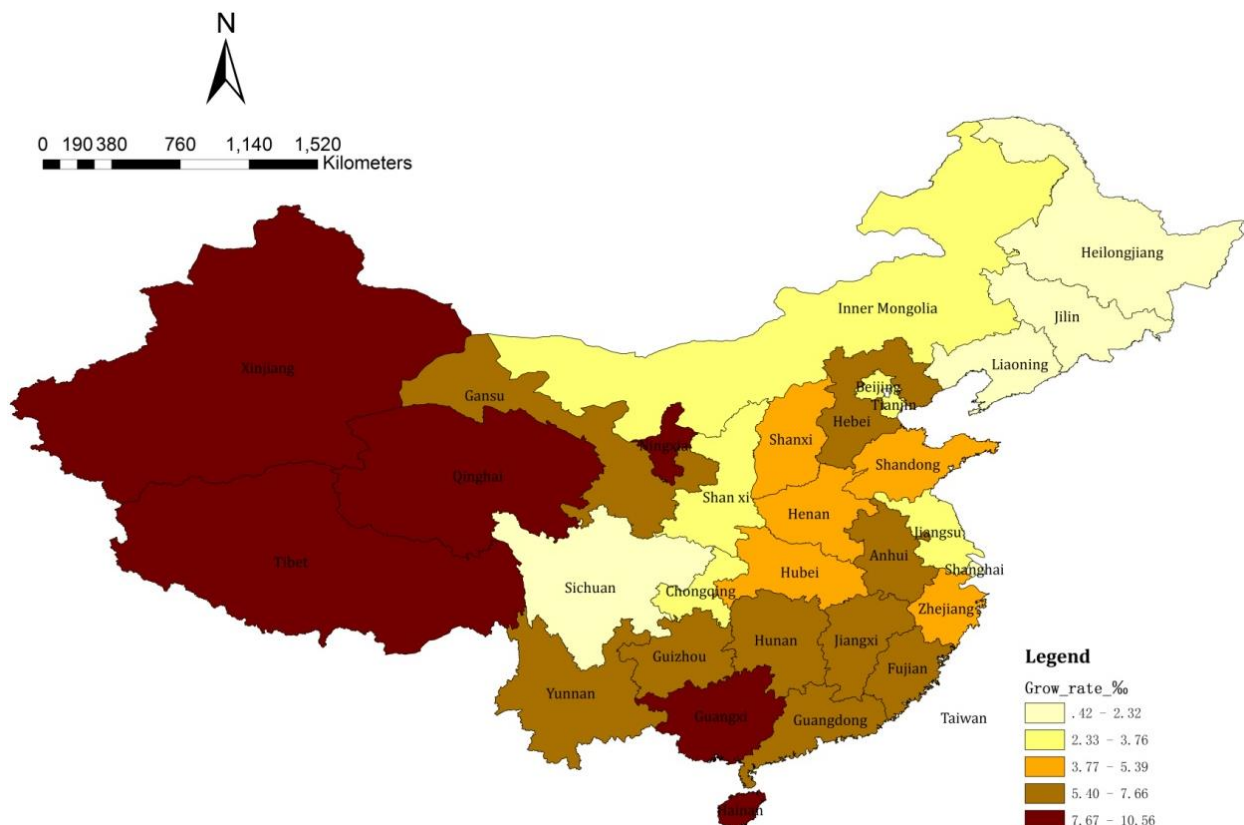 N
0 190 380 760 1,140 1,520
Kilometers
Heilongjiang
Inner Mongolia
Jilin
Liaoning
Xinjiang
Gansu
Beijing
Tianjin
Hebei
Ningxia
Shanxi
Qinghai
Shandong
Shan xi
Henan
Jiangsu
Anhui
Tibet
Shanghai
Hubei
Sichuan
Chongqing
Zhejiang
Hunan
Jiangxi
Guizhou
Fujian
Yunnan
Guangxi
Guangdong
Taiwan
Hainan
Legend
Grow_rate_‰
.42 - 2.32
2.33 - 3.76
3.77 - 5.39
5.40 - 7.66
7.67 - 10.56